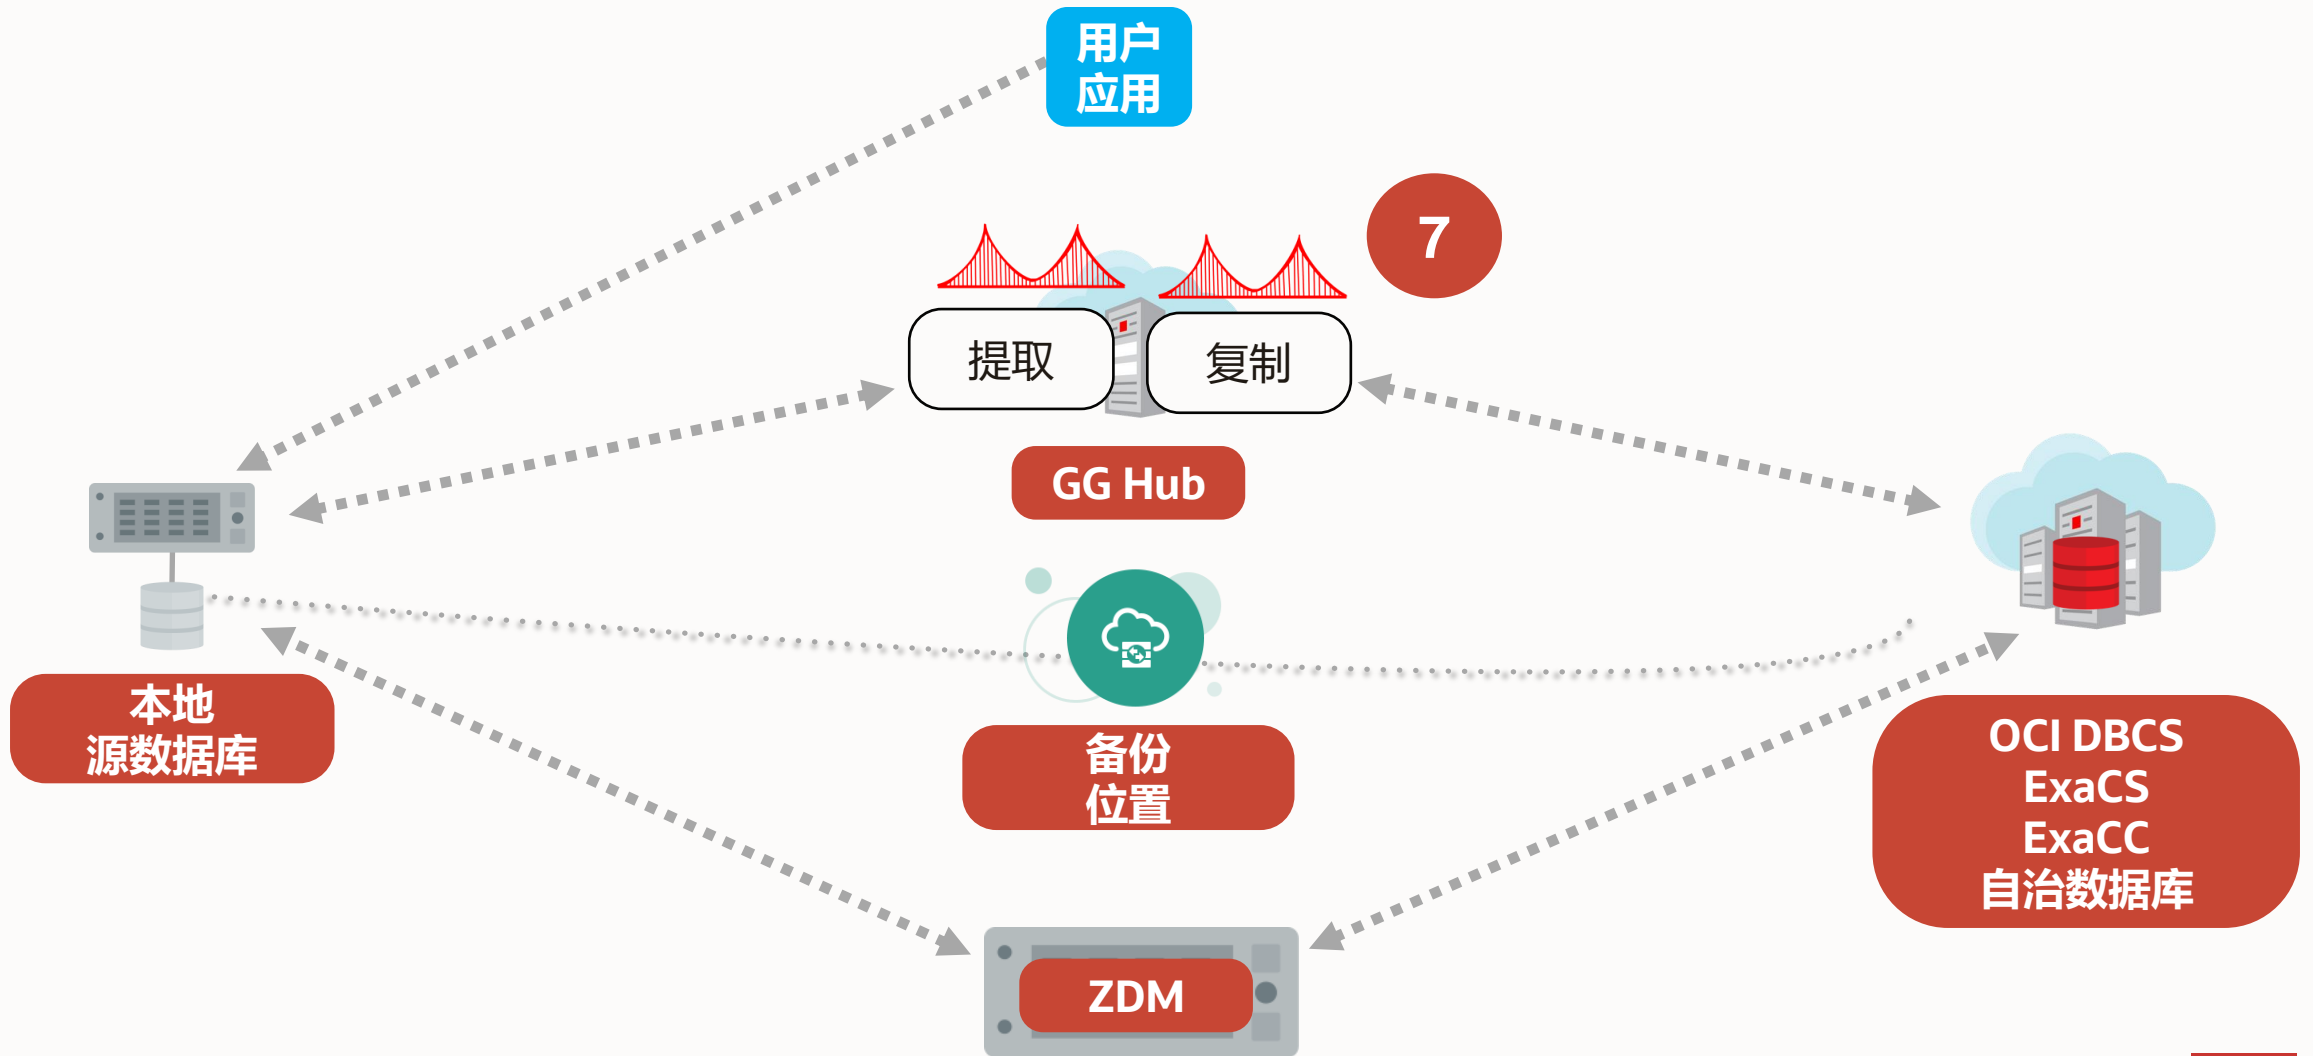 用户
应用
7
提取
复制
GG Hub
本地
源数据库
备份
位置
OCI DBCS
ExaCS
ExaCC
自治数据库
ZDM